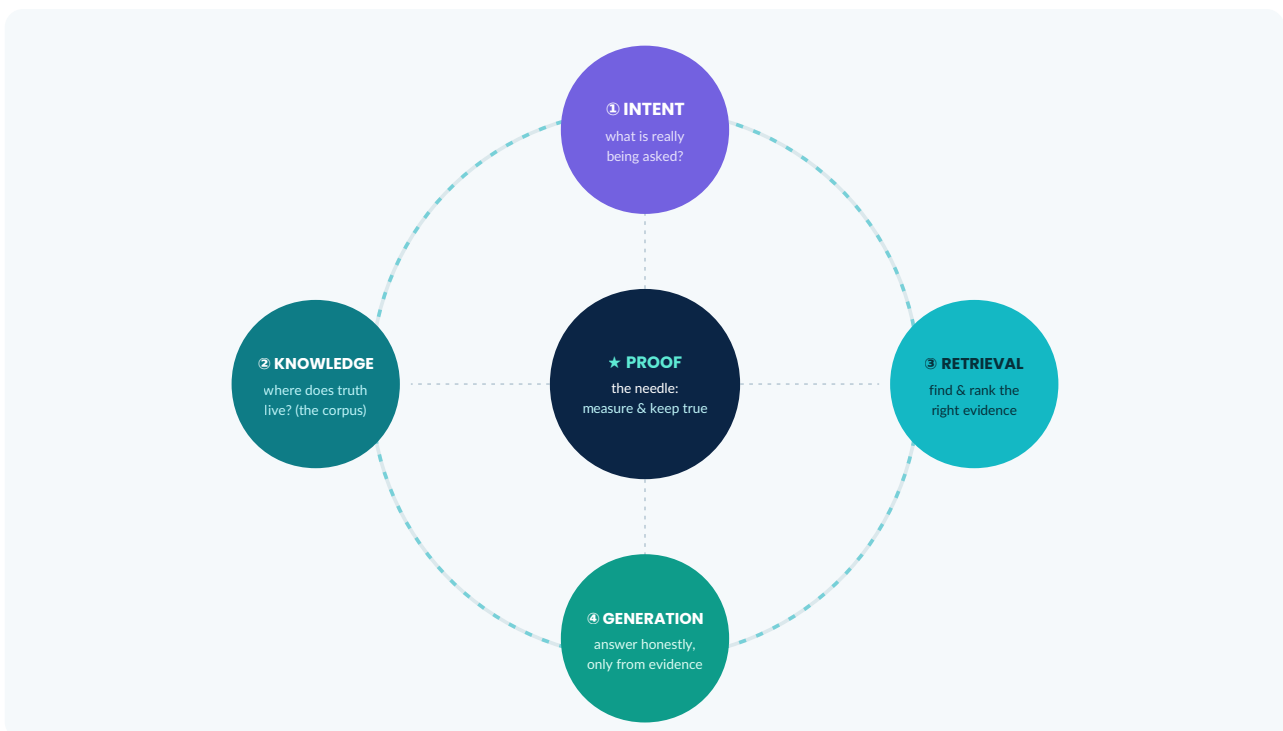 ① INTENT
what is really
being asked?
② KNOWLEDGE
where does truth
live? (the corpus)
★ PROOF
the needle:
measure & keep true
③ RETRIEVAL
find & rank the
right evidence
④ GENERATION
answer honestly,
only from evidence